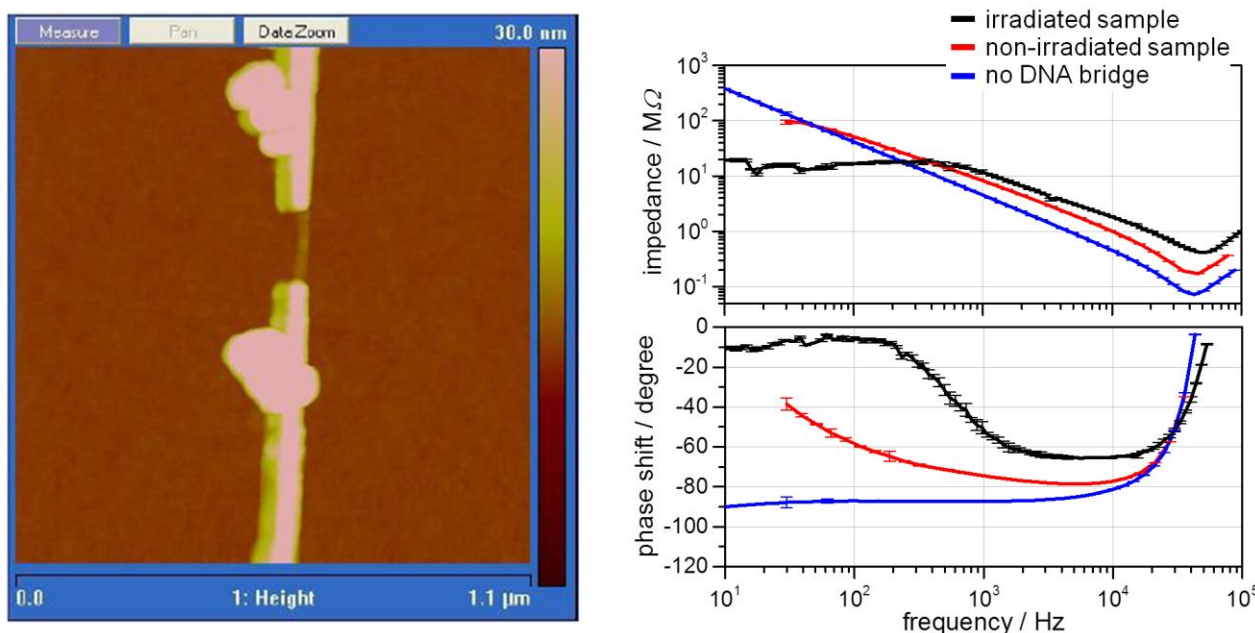 Measure Pan Data Zoom 30.0 nm
0.0 1: Height 1.1 µm
irradiated sample
non-irradiated sample
no DNA bridge
impedance / MΩ
10³
10²
10¹
10⁰
10⁻¹
phase shift / degree
0
-20
-40
-60
-80
-100
-120
10¹ 10² 10³ 10⁴ 10⁵
frequency / Hz